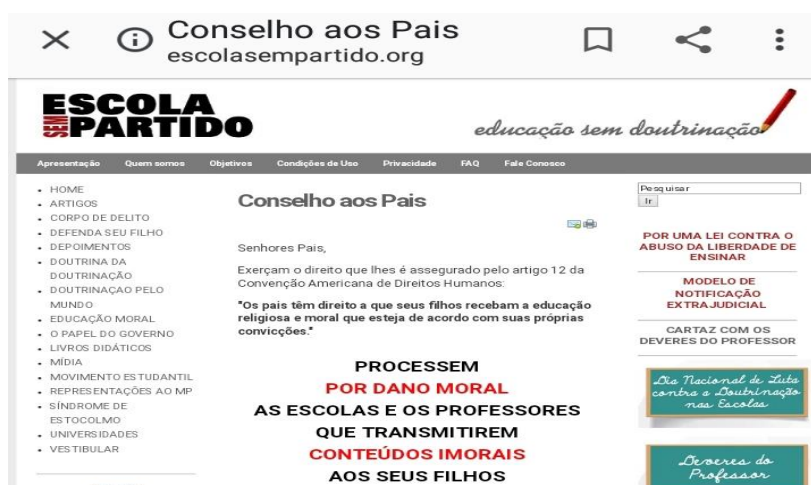 Conselho aos Pais
escolasempartido.org
ESCOLA
SEM PARTIDO
educação sem doutrinação
Apresentação Quem somos Objetivos Condições de Uso Privacidade FAQ Fale Conosco
HOME
ARTIGOS
CORPO DE DELITO
DEFENDA SEU FILHO
DEPOIMENTOS
DOUTRINA DA
DOUTRINAÇÃO
DOUTRINAÇAO PELO
MUNDO
EDUCAÇÃO MORAL
O PAPEL DO GOVERNO
LIVROS DIDÁTICOS
MÍDIA
MOVIMENTO ESTUDANTIL
REPRESENTAÇÕES AO MP
SÍNDROME DE
ESTOCOLMO
UNIVERSIDADES
VESTIBULAR
Conselho aos Pais
Senhores Pais,
Exerçam o direito que lhes é assegurado pelo artigo 12 da
Convenção Americana de Direitos Humanos:
"Os pais têm direito a que seus filhos recebam a educação
religiosa e moral que esteja de acordo com suas próprias
convicções."
PROCESSEM
POR DANO MORAL
AS ESCOLAS E OS PROFESSORES
QUE TRANSMITIREM
CONTEÚDOS IMORAIS
AOS SEUS FILHOS
Pesquisar
Ir
POR UMA LEI CONTRA O
ABUSO DA LIBERDADE DE
ENSINAR
MODELO DE
NOTIFICAÇÃO
EXTRAJUDICIAL
CARTAZ COM OS
DEVERES DO PROFESSOR
Dia Nacional de Luta
contra a Doutrinação
nas Escolas
Deveres do
Professor